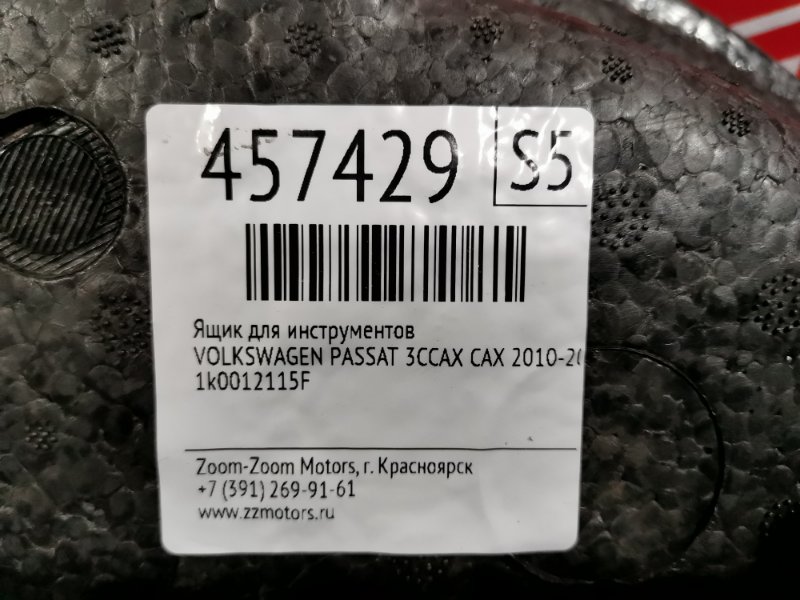 457429 S5
Ящик для инструментов
VOLKSWAGEN PASSAT 3CCAX CAX 2010-20
1k0012115F
Zoom-Zoom Motors, г. Красноярск
+7 (391) 269-91-61
www.zzmotors.ru